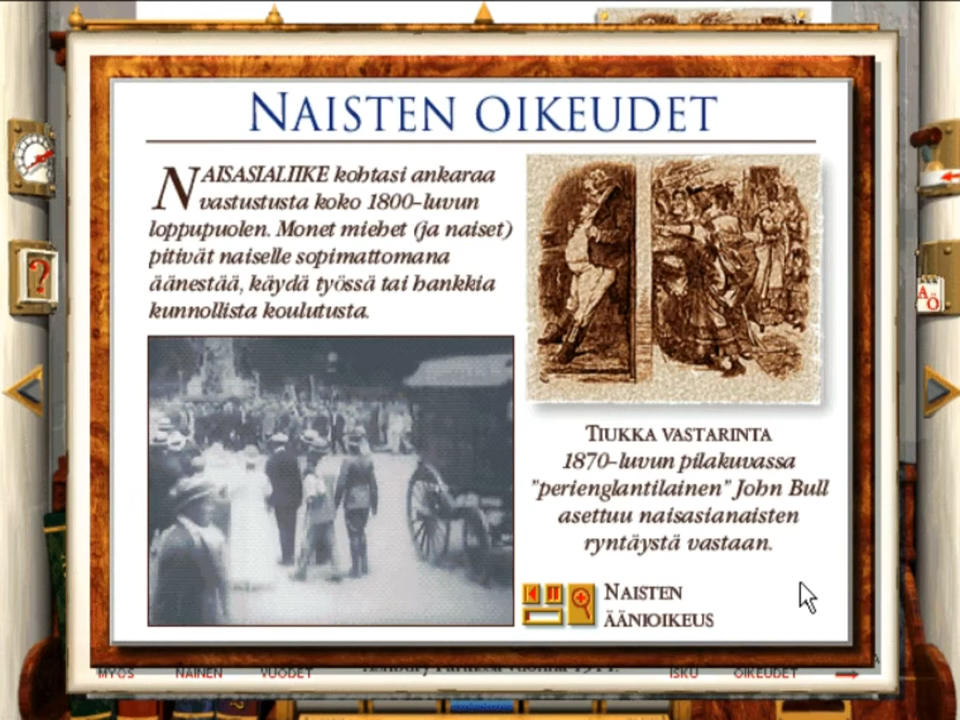 NAISTEN OIKEUDET
NAISASIALIIKE kohtasi ankaraa
vastustusta koko 1800-luvun
loppupuolen. Monet miehet (ja naiset)
pitivät naiselle sopimattomana
äänestää, käydä työssä tai hankkia
kunnollista koulutusta.
TIUKKA VASTARINTA
1870-luvun pilakuvassa
"perienglantilainen" John Bull
asettuu naisasianaisten
ryntäystä vastaan.
NAISTEN
ÄÄNIOIKEUS
?
AÖ
MYÖS NAINEN VUODET ISKU OIKEUDET